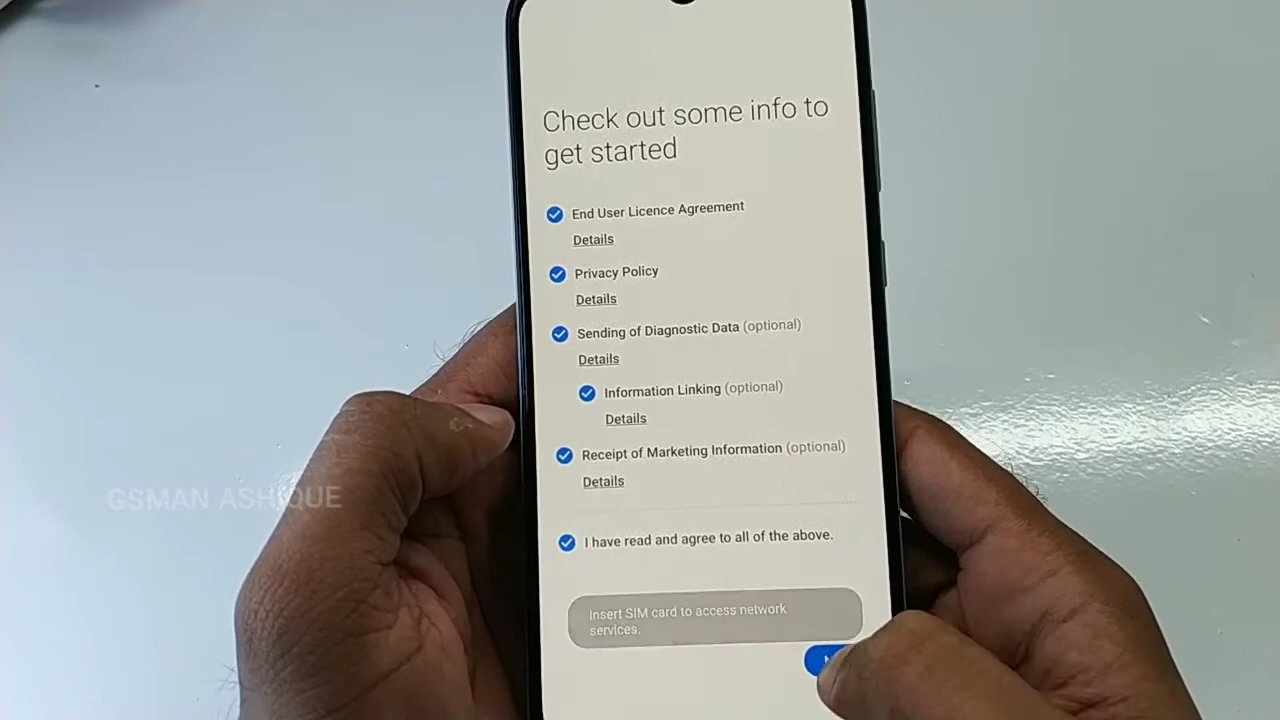 Check out some info to
get started
End User Licence Agreement
Details
Privacy Policy
Details
Sending of Diagnostic Data (optional)
Details
Information Linking (optional)
Details
Receipt of Marketing Information (optional)
Details
GSMAN ASHIQUE
I have read and agree to all of the above.
Insert SIM card to access network
services.